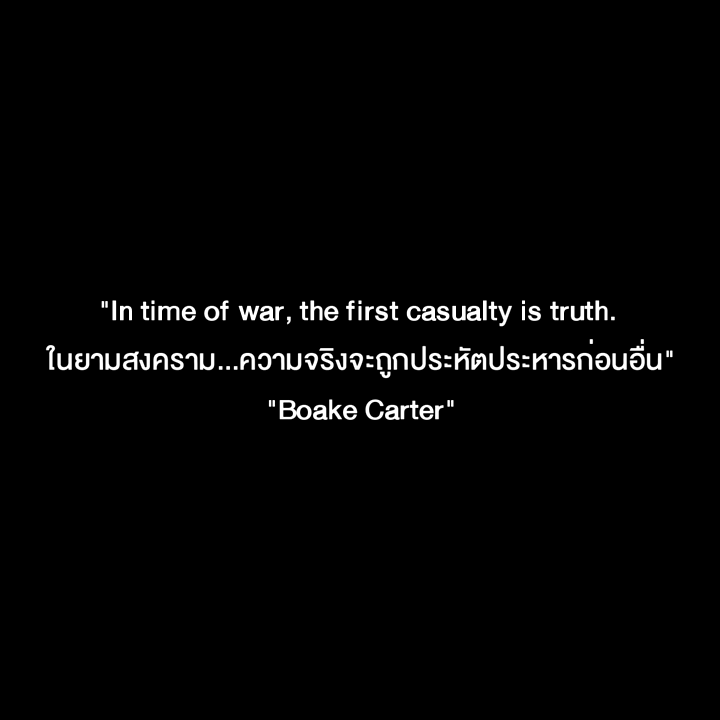 "In time of war, the first casualty is truth.
ในยามสงคราม...ความจริงจะถูกประหัตประหารก่อนอื่น"
"Boake Carter"